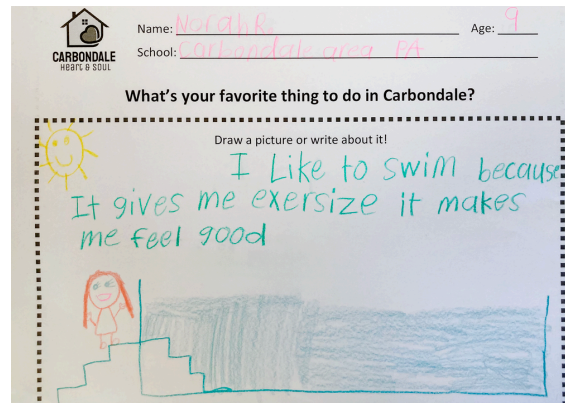 CARBONDALE
HEART & SOUL
Name: Norah R.
Age: 9
School: Carbondale area PA
What's your favorite thing to do in Carbondale?
Draw a picture or write about it!
I Like to swim because
It gives me exersize it makes
me feel good